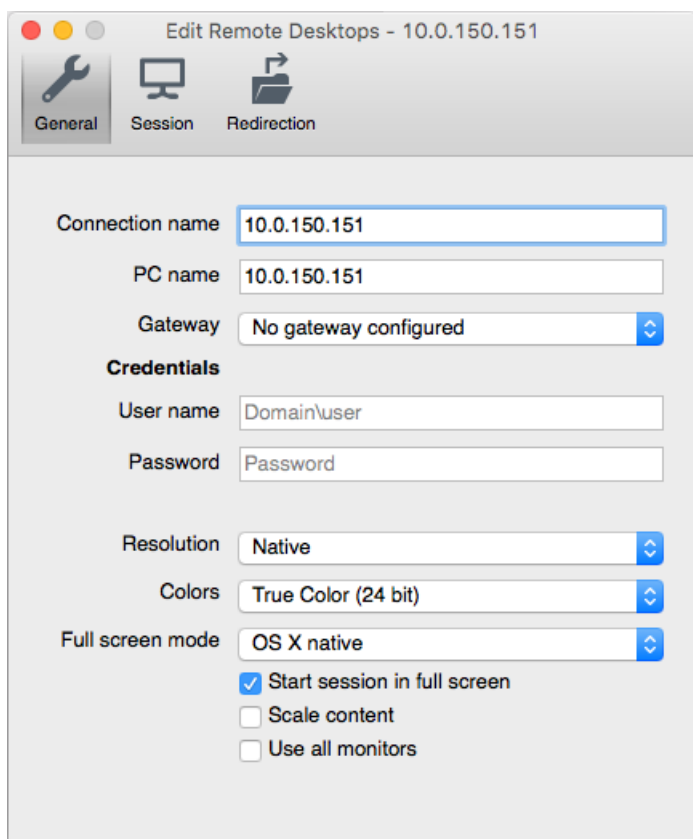 Edit Remote Desktops - 10.0.150.151
General Session Redirection
Connection name 10.0.150.151
PC name 10.0.150.151
Gateway No gateway configured
Credentials
User name Domain\user
Password Password
Resolution Native
Colors True Color (24 bit)
Full screen mode OS X native
Start session in full screen
Scale content
Use all monitors